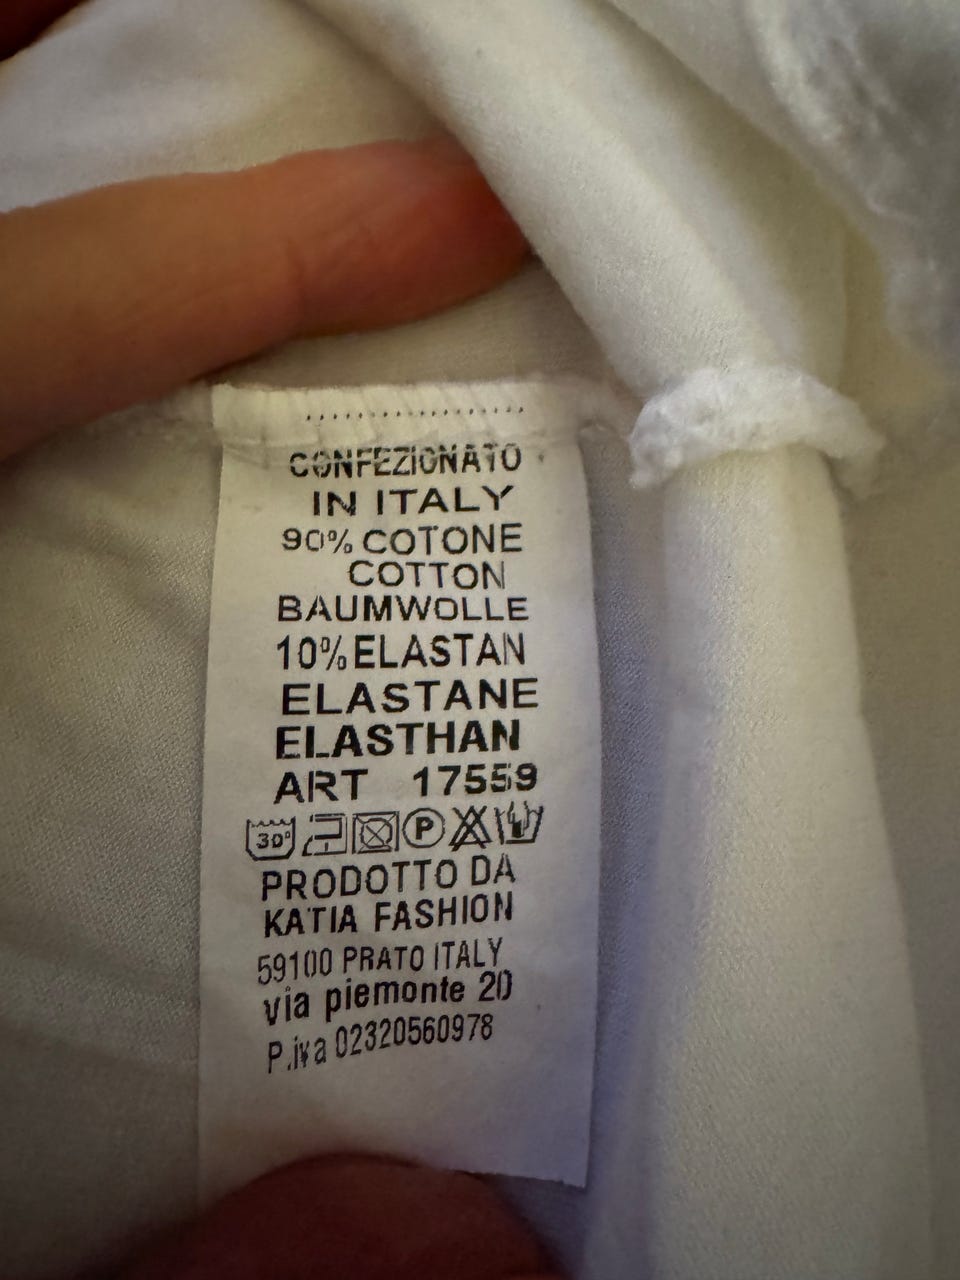 CONFEZIONATO
IN ITALY
90% COTONE
COTTON
BAUMWOLLE
10% ELASTAN
ELASTANE
ELASTHAN
ART 17559
30° P
PRODOTTO DA
KATIA FASHION
59100 PRATO ITALY
via piemonte 20
P.iva 02320560978